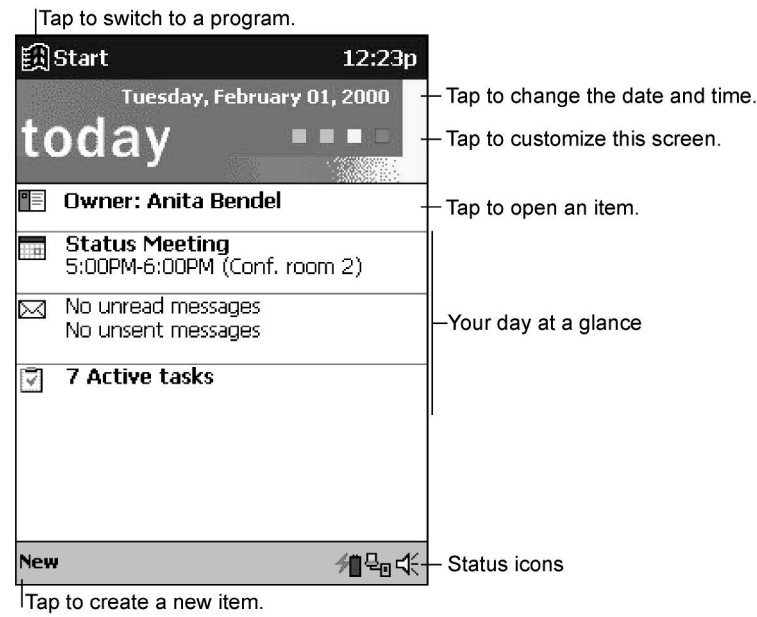 Tap to switch to a program.
Start 12:23p
Tuesday, February 01, 2000
Tap to change the date and time.
today
Tap to customize this screen.
Owner: Anita Bendel
Tap to open an item.
Status Meeting
5:00PM-6:00PM (Conf. room 2)
No unread messages
No unsent messages
Your day at a glance
7 Active tasks
New
Status icons
Tap to create a new item.